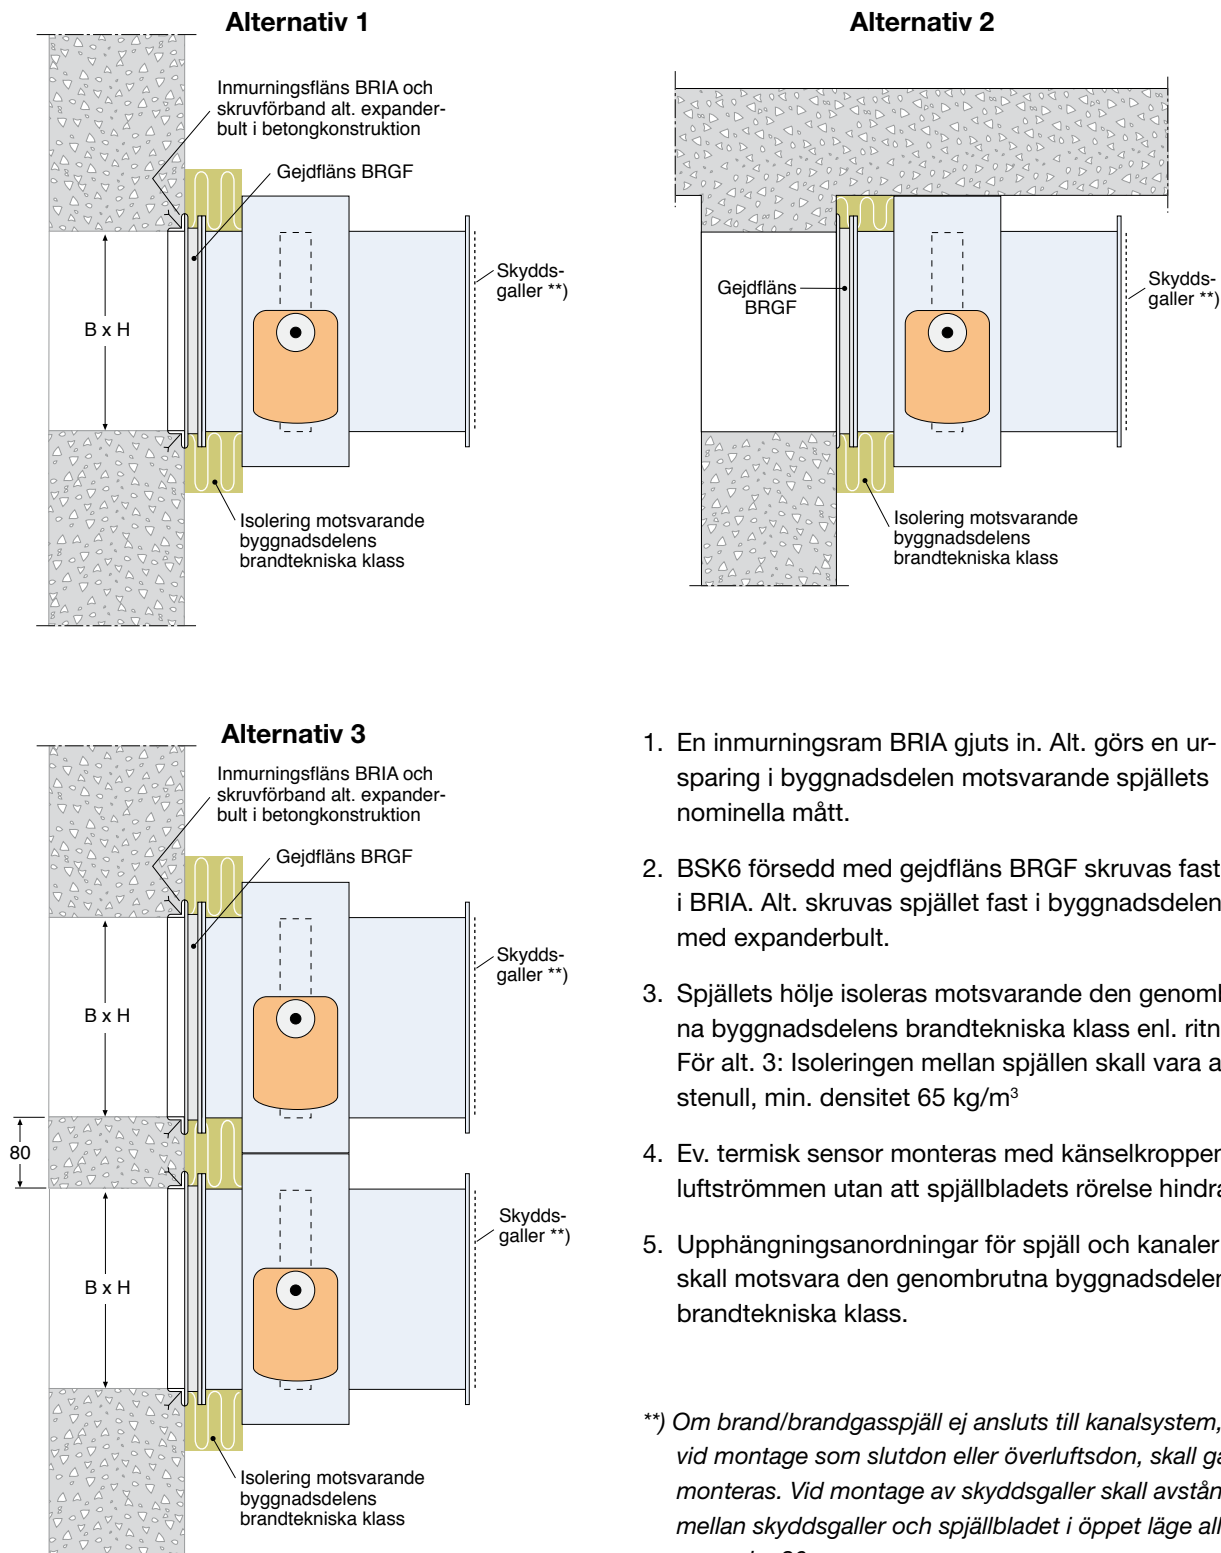 Alternativ 1
Inmurningsfläns BRIA och
skruvförband alt. expander-
bult i betongkonstruktion
Gejdfläns BRGF
B x H
Skydds-
galler **)
Isolering motsvarande
byggnadsdelens
brandtekniska klass
Alternativ 2
Gejdfläns
BRGF
Skydds-
galler **)
Isolering motsvarande
byggnadsdelens
brandtekniska klass
Alternativ 3
Inmurningsfläns BRIA och
skruvförband alt. expander-
bult i betongkonstruktion
Gejdfläns BRGF
B x H
Skydds-
galler **)
80
B x H
Skydds-
galler **)
Isolering motsvarande
byggnadsdelens
brandtekniska klass
1. En inmurningsram BRIA gjuts in. Alt. görs en ur-
sparing i byggnadsdelen motsvarande spjällets
nominella mått.
2. BSK6 försedd med gejdfläns BRGF skruvas fast
i BRIA. Alt. skruvas spjället fast i byggnadsdelen
med expanderbult.
3. Spjällets hölje isoleras motsvarande den
na byggnadsdelens brandtekniska klass enl.
För alt. 3: Isoleringen mellan spjällen skall vara
stenull, min. densitet 65 kg/m³
4. Ev. termisk sensor monteras med
luftströmmen utan att spjällbladets rörelse
5. Upphängningsanordningar för spjäll och kanaler
skall motsvara den genombrutna
brandtekniska klass.
**) Om brand/brandgasspjäll ej ansluts till kanalsystem,
vid montage som slutdon eller överluftsdon, skall
monteras. Vid montage av skyddsgaller skall
mellan skyddsgaller och spjällbladet i öppet läge